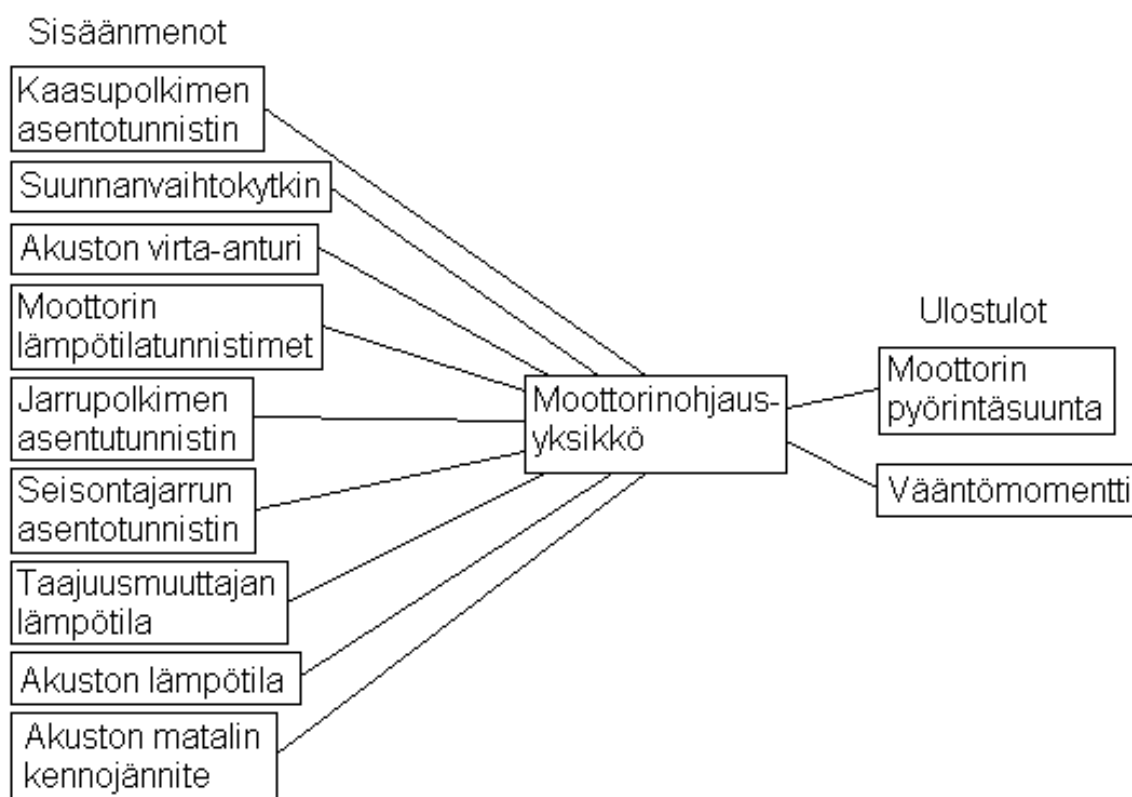 Sisäänmenot
Kaasupolkimen
asentotunnistin
Suunnanvaihtokytkin
Akuston virta-anturi
Moottorin
lämpötilatunnistimet
Jarrupolkimen
asentutunnistin
Seisontajarrun
asentotunnistin
Taajuusmuuttajan
lämpötila
Akuston lämpötila
Akuston matalin
kennojännite
Moottorinohjaus-
yksikkö
Ulostulot
Moottorin
pyörintäsuunta
Vääntömomentti